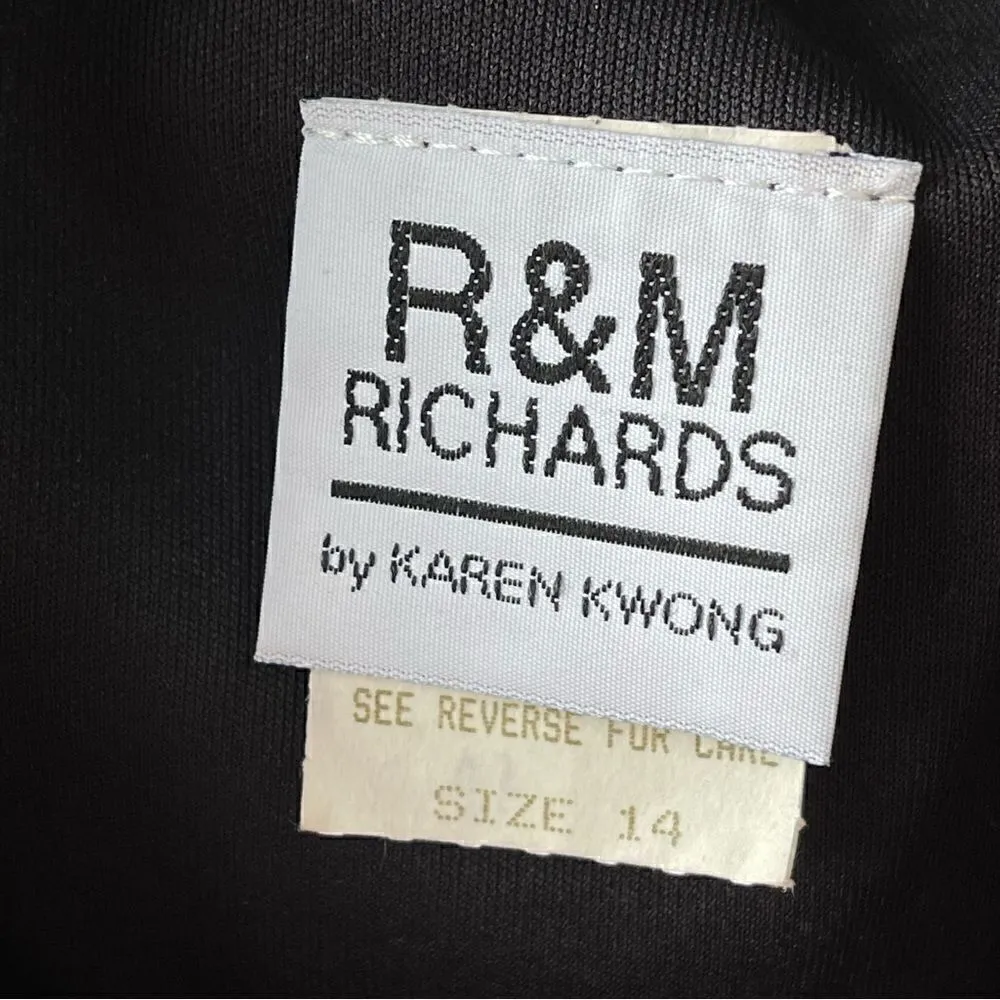 R&M
RICHARDS
by KAREN KWONG
SEE REVERSE FOR CARE
SIZE 14